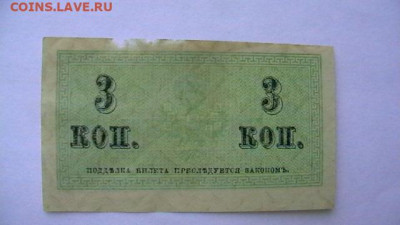 COINS.LAVE.RU
3 3
КОП. КОП.
ПОДДѢЛКА БИЛЕТА ПРЕСЛѢДУЕТСЯ ЗАКОНОМЪ.